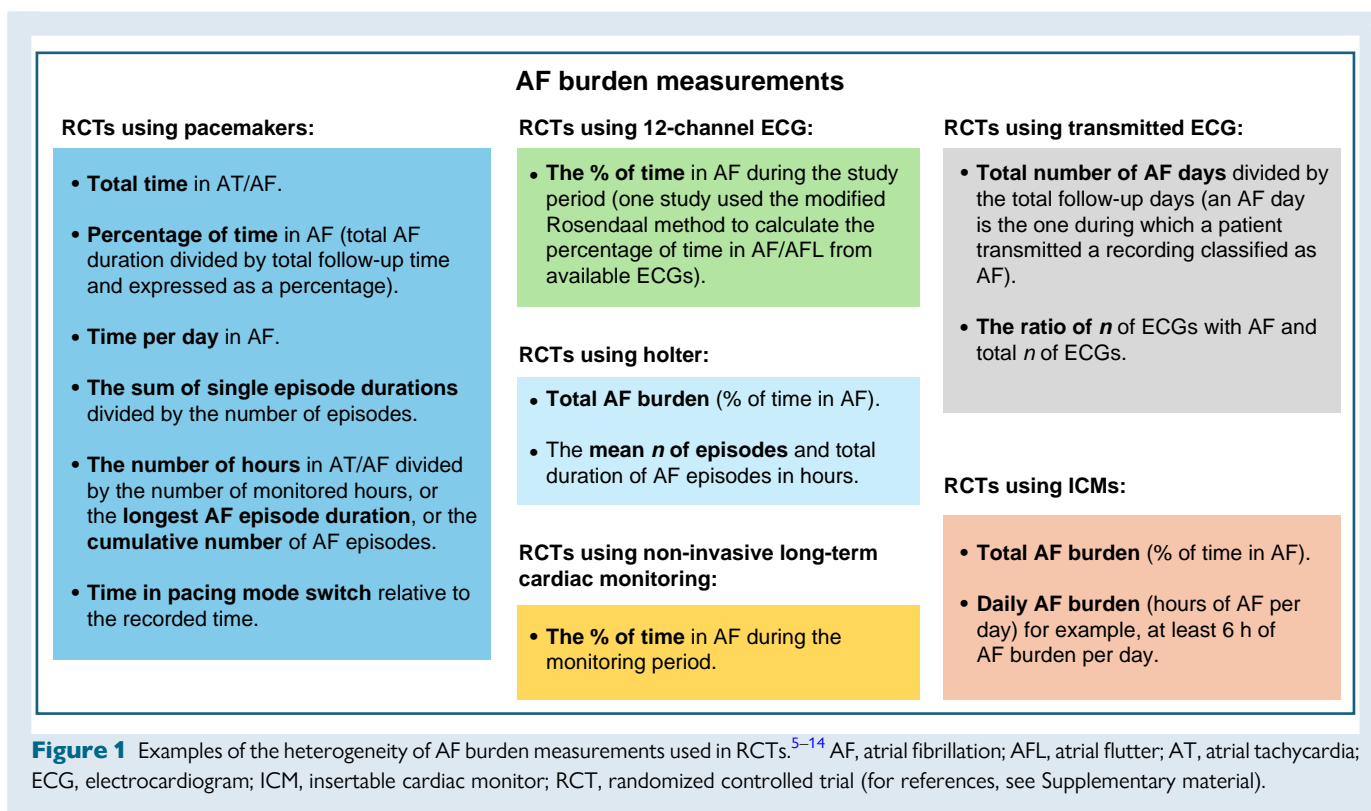 AF burden measurements
RCTs using pacemakers:
• Total time in AT/AF.
• Percentage of time in AF (total AF
duration divided by total follow-up time
and expressed as a percentage).
• Time per day in AF.
• The sum of single episode durations
divided by the number of episodes.
• The number of hours in AT/AF divided
by the number of monitored hours, or
the longest AF episode duration, or the
cumulative number of AF episodes.
• Time in pacing mode switch relative to
the recorded time.
RCTs using 12-channel ECG:
• The % of time in AF during the study
period (one study used the modified
Rosendaal method to calculate the
percentage of time in AF/AFL from
available ECGs).
RCTs using holter:
• Total AF burden (% of time in AF).
• The mean n of episodes and total
duration of AF episodes in hours.
RCTs using non-invasive long-term
cardiac monitoring:
• The % of time in AF during the
monitoring period.
RCTs using transmitted ECG:
• Total number of AF days divided by
the total follow-up days (an AF day
is the one during which a patient
transmitted a recording classified as
AF).
• The ratio of n of ECGs with AF and
total n of ECGs.
RCTs using ICMs:
• Total AF burden (% of time in AF).
• Daily AF burden (hours of AF per
day) for example, at least 6 h of
AF burden per day.
Figure 1 Examples of the heterogeneity of AF burden measurements used in RCTs.5–14 AF, atrial fibrillation; AFL, atrial flutter; AT, atrial tachycardia;
ECG, electrocardiogram; ICM, insertable cardiac monitor; RCT, randomized controlled trial (for references, see Supplementary material).